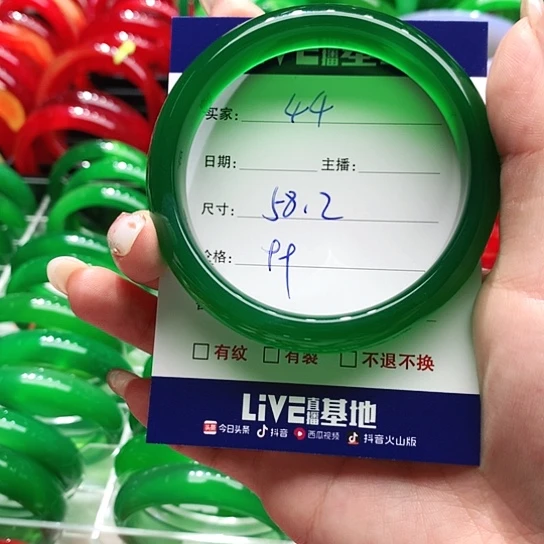 LIVE直播基地
买家: 44
日期: 主播:
尺寸: 58.2
价格: 99
□有纹 □有裂 □不退不换
LiVE直播基地
头条 今日头条 抖音 西瓜视频 抖音火山版